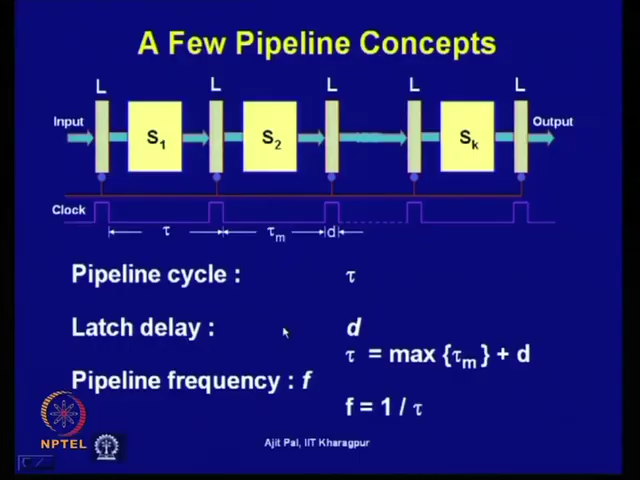 A Few Pipeline Concepts
L L L L L
Input S1 S2 Sk Output
Clock
τ τm d
Pipeline cycle : τ
Latch delay : d
τ = max {τm} + d
Pipeline frequency : f
f = 1 / τ
NPTEL
Ajit Pal, IIT Kharagpur